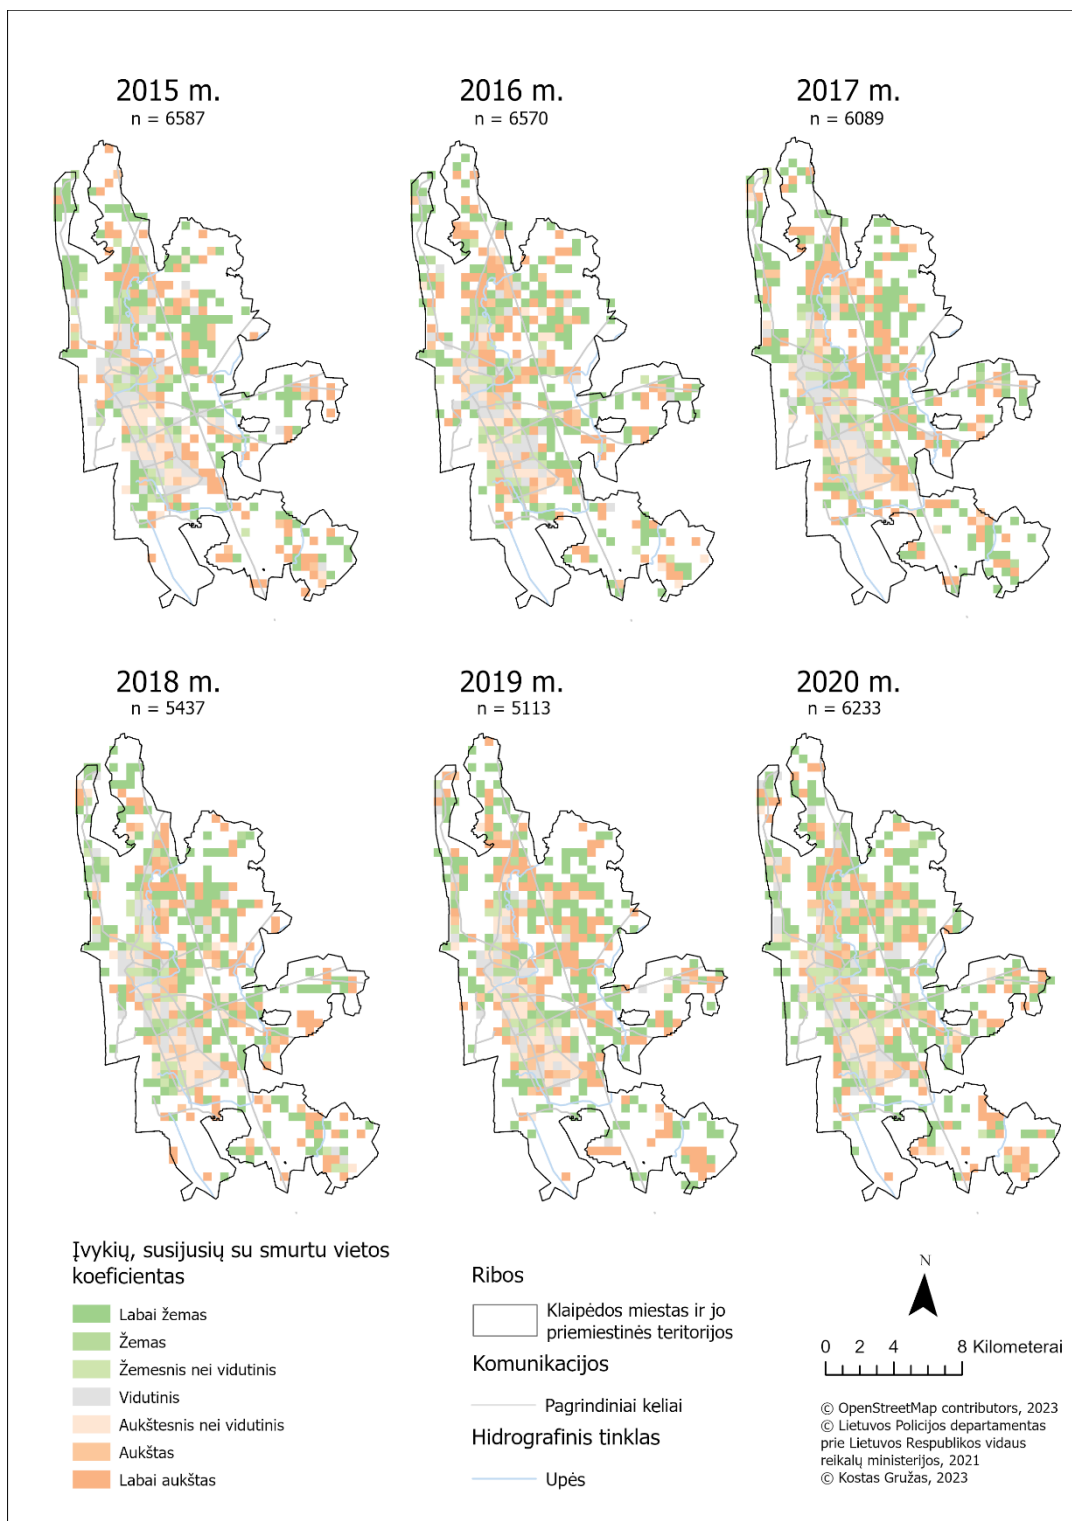 2015 m.
n = 6587
2016 m.
n = 6570
2017 m.
n = 6089
2018 m.
n = 5437
2019 m.
n = 5113
2020 m.
n = 6233
Įvykių, susijusių su smurtu vietos
koeficientas
Labai žemas
Žemas
Žemesnis nei vidutinis
Vidutinis
Aukštesnis nei vidutinis
Aukštas
Labai aukštas
Ribos
Klaipėdos miestas ir jo
priemiestinės teritorijos
Komunikacijos
Pagrindiniai keliai
Hidrografinis tinklas
Upės
N
0 2 4 8 Kilometerai
© OpenStreetMap contributors, 2023
© Lietuvos Policijos departamentas
prie Lietuvos Respublikos vidaus
reikalų ministerijos, 2021
© Kostas Gružas, 2023